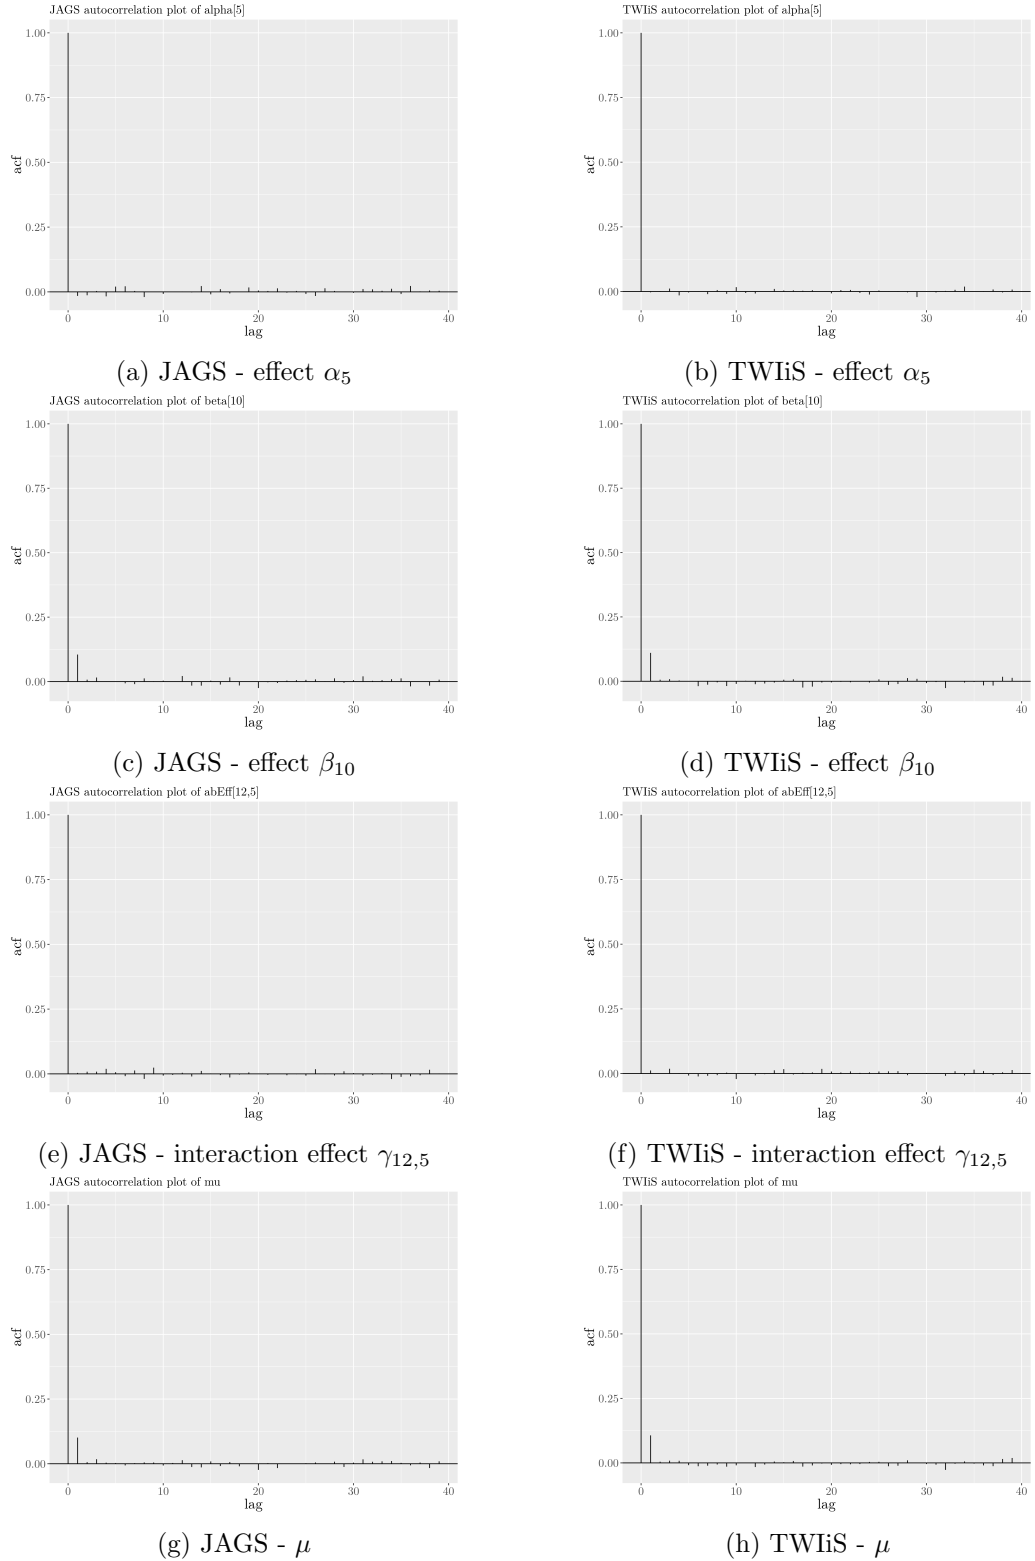 JAGS autocorrelation plot of alpha[5]
1.00
0.75
0.50
0.25
0.00
acf
0 10 20 30 40
lag
(a) JAGS - effect α5
TWIiS autocorrelation plot of alpha[5]
1.00
0.75
0.50
0.25
0.00
acf
0 10 20 30 40
lag
(b) TWIiS - effect α5
JAGS autocorrelation plot of beta[10]
1.00
0.75
0.50
0.25
0.00
acf
0 10 20 30 40
lag
(c) JAGS - effect β10
TWIiS autocorrelation plot of beta[10]
1.00
0.75
0.50
0.25
0.00
acf
0 10 20 30 40
lag
(d) TWIiS - effect β10
JAGS autocorrelation plot of abEff[12,5]
1.00
0.75
0.50
0.25
0.00
acf
0 10 20 30 40
lag
(e) JAGS - interaction effect γ12,5
TWIiS autocorrelation plot of abEff[12,5]
1.00
0.75
0.50
0.25
0.00
acf
0 10 20 30 40
lag
(f) TWIiS - interaction effect γ12,5
JAGS autocorrelation plot of mu
1.00
0.75
0.50
0.25
0.00
acf
0 10 20 30 40
lag
(g) JAGS - μ
TWIiS autocorrelation plot of mu
1.00
0.75
0.50
0.25
0.00
acf
0 10 20 30 40
lag
(h) TWIiS - μ